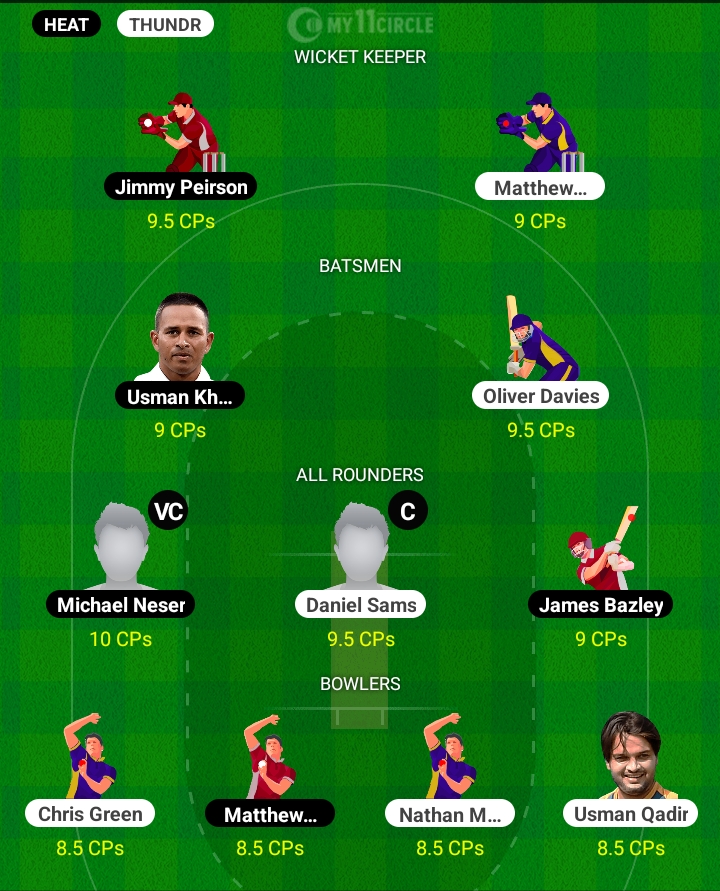 HEAT THUNDR MY11CIRCLE
WICKET KEEPER
Jimmy Peirson Matthew...
9.5 CPs 9 CPs
BATSMEN
Usman Kh... Oliver Davies
9 CPs 9.5 CPs
ALL ROUNDERS
VC C
Michael Neser Daniel Sams James Bazley
10 CPs 9.5 CPs 9 CPs
BOWLERS
Chris Green Matthew... Nathan M... Usman Qadir
8.5 CPs 8.5 CPs 8.5 CPs 8.5 CPs